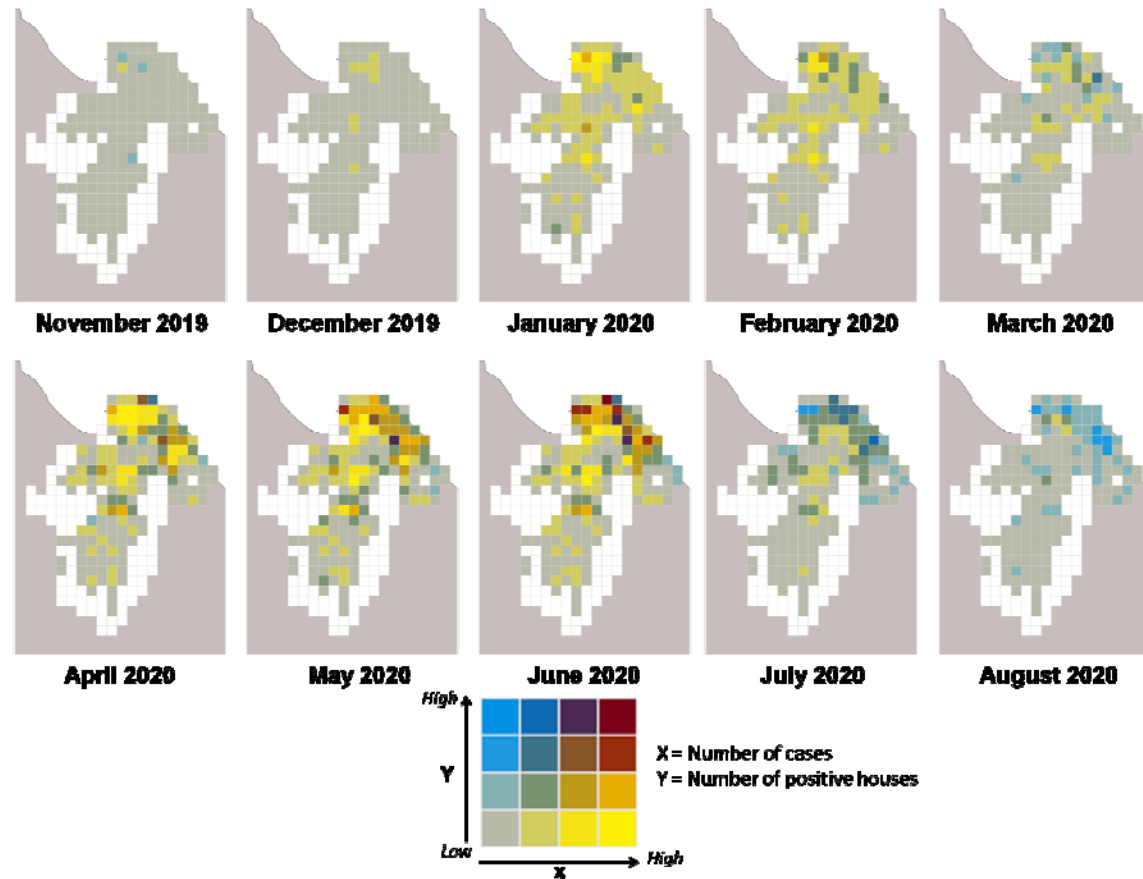 November 2019
December 2019
January 2020
February 2020
March 2020
April 2020
May 2020
June 2020
July 2020
August 2020
High
Y
X = Number of cases
Y = Number of positive houses
Low
High
X